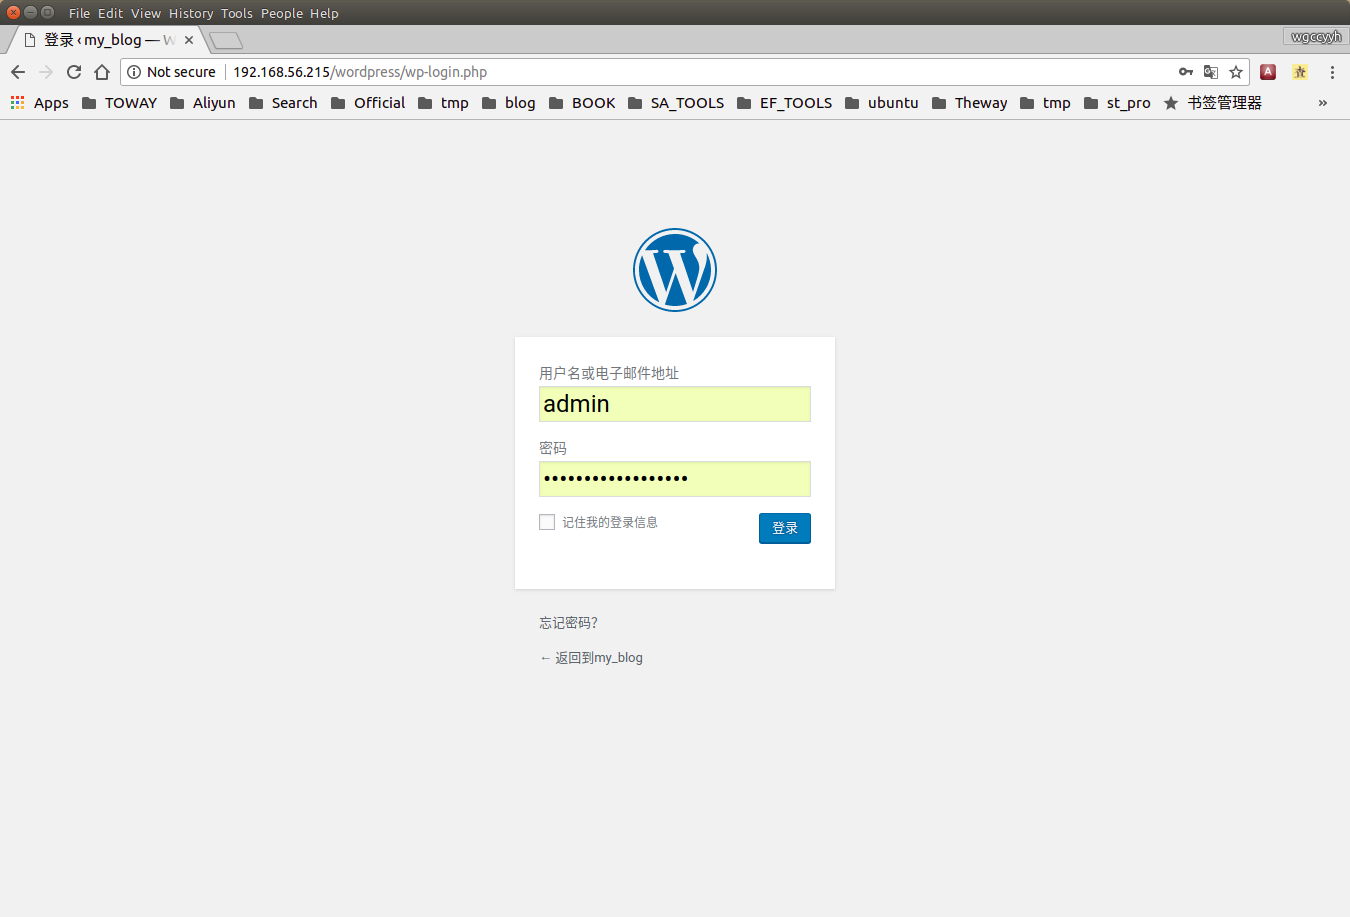 File Edit View History Tools People Help
登录 ‹ my_blog — W
wgccyyh
Not secure 192.168.56.215/wordpress/wp-login.php
A
Apps TOWAY Aliyun Search Official tmp blog BOOK SA_TOOLS EF_TOOLS ubuntu Theway tmp st_pro 书签管理器 »
用户名或电子邮件地址
admin
密码
••••••••••••••••••
记住我的登录信息
登录
忘记密码?
← 返回到my_blog